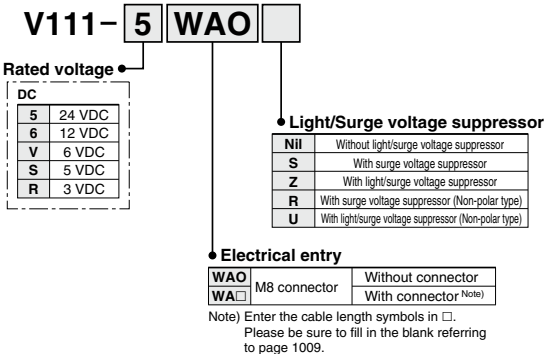 V111- 5 WAO
Rated voltage
DC
5 24 VDC
6 12 VDC
V 6 VDC
S 5 VDC
R 3 VDC
Light/Surge voltage suppressor
Nil Without light/surge voltage suppressor
S With surge voltage suppressor
Z With light/surge voltage suppressor
R With surge voltage suppressor (Non-polar type)
U With light/surge voltage suppressor (Non-polar type)
Electrical entry
WAO M8 connector Without connector
WA□ With connector Note)
Note) Enter the cable length symbols in □.
Please be sure to fill in the blank referring
to page 1009.